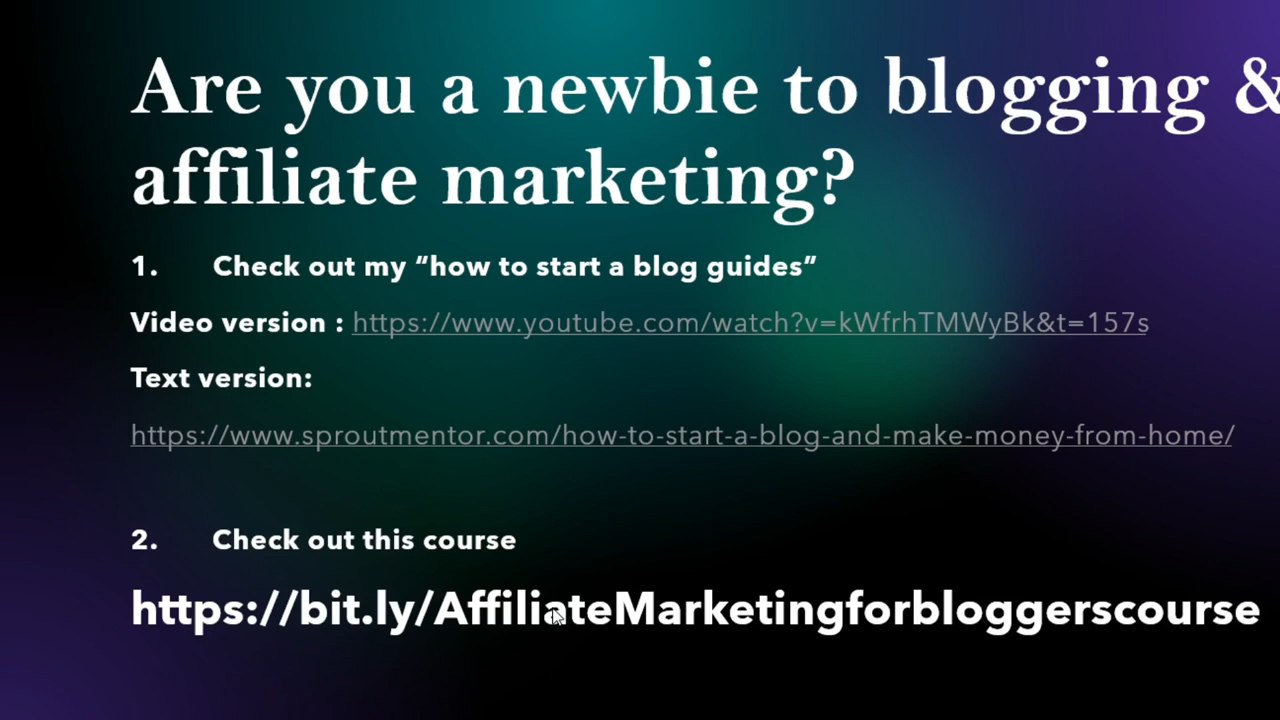 Are you a newbie to blogging &
affiliate marketing?
1. Check out my “how to start a blog guides”
Video version : https://www.youtube.com/watch?v=kWfrhTMWyBk&t=157s
Text version:
https://www.sproutmentor.com/how-to-start-a-blog-and-make-money-from-home/
2. Check out this course
https://bit.ly/AffiliateMarketingforbloggerscourse